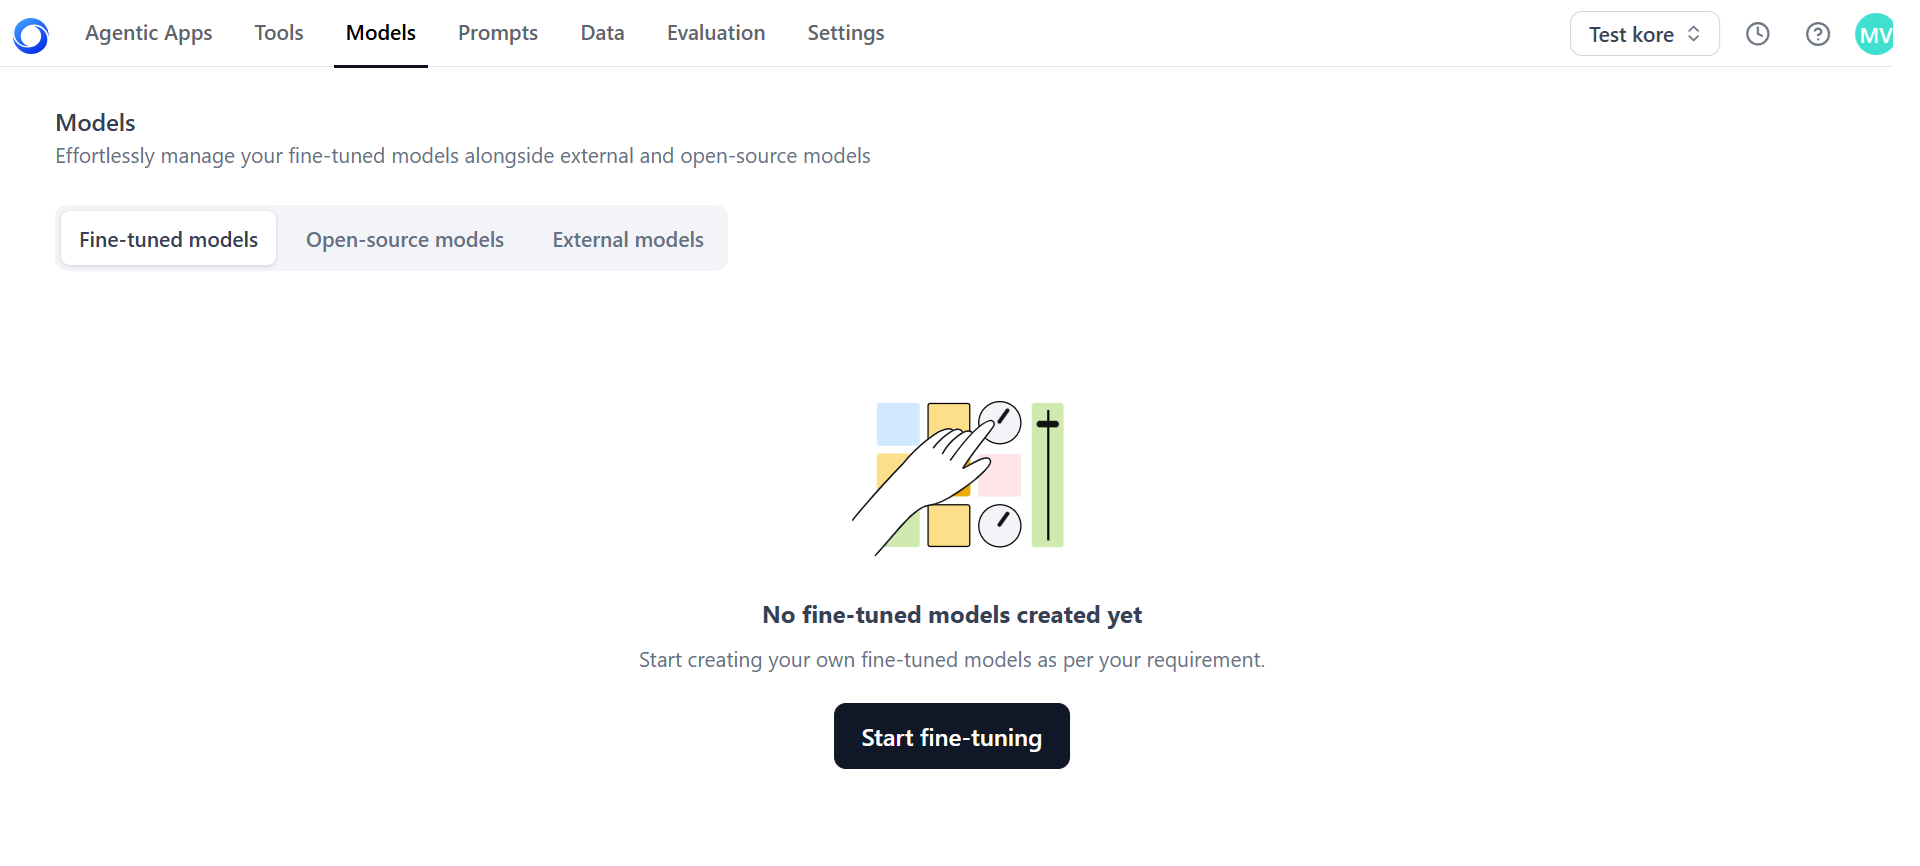 Agentic Apps Tools Models Prompts Data Evaluation Settings Test kore MV
Models
Effortlessly manage your fine-tuned models alongside external and open-source models
Fine-tuned models Open-source models External models
No fine-tuned models created yet
Start creating your own fine-tuned models as per your requirement.
Start fine-tuning